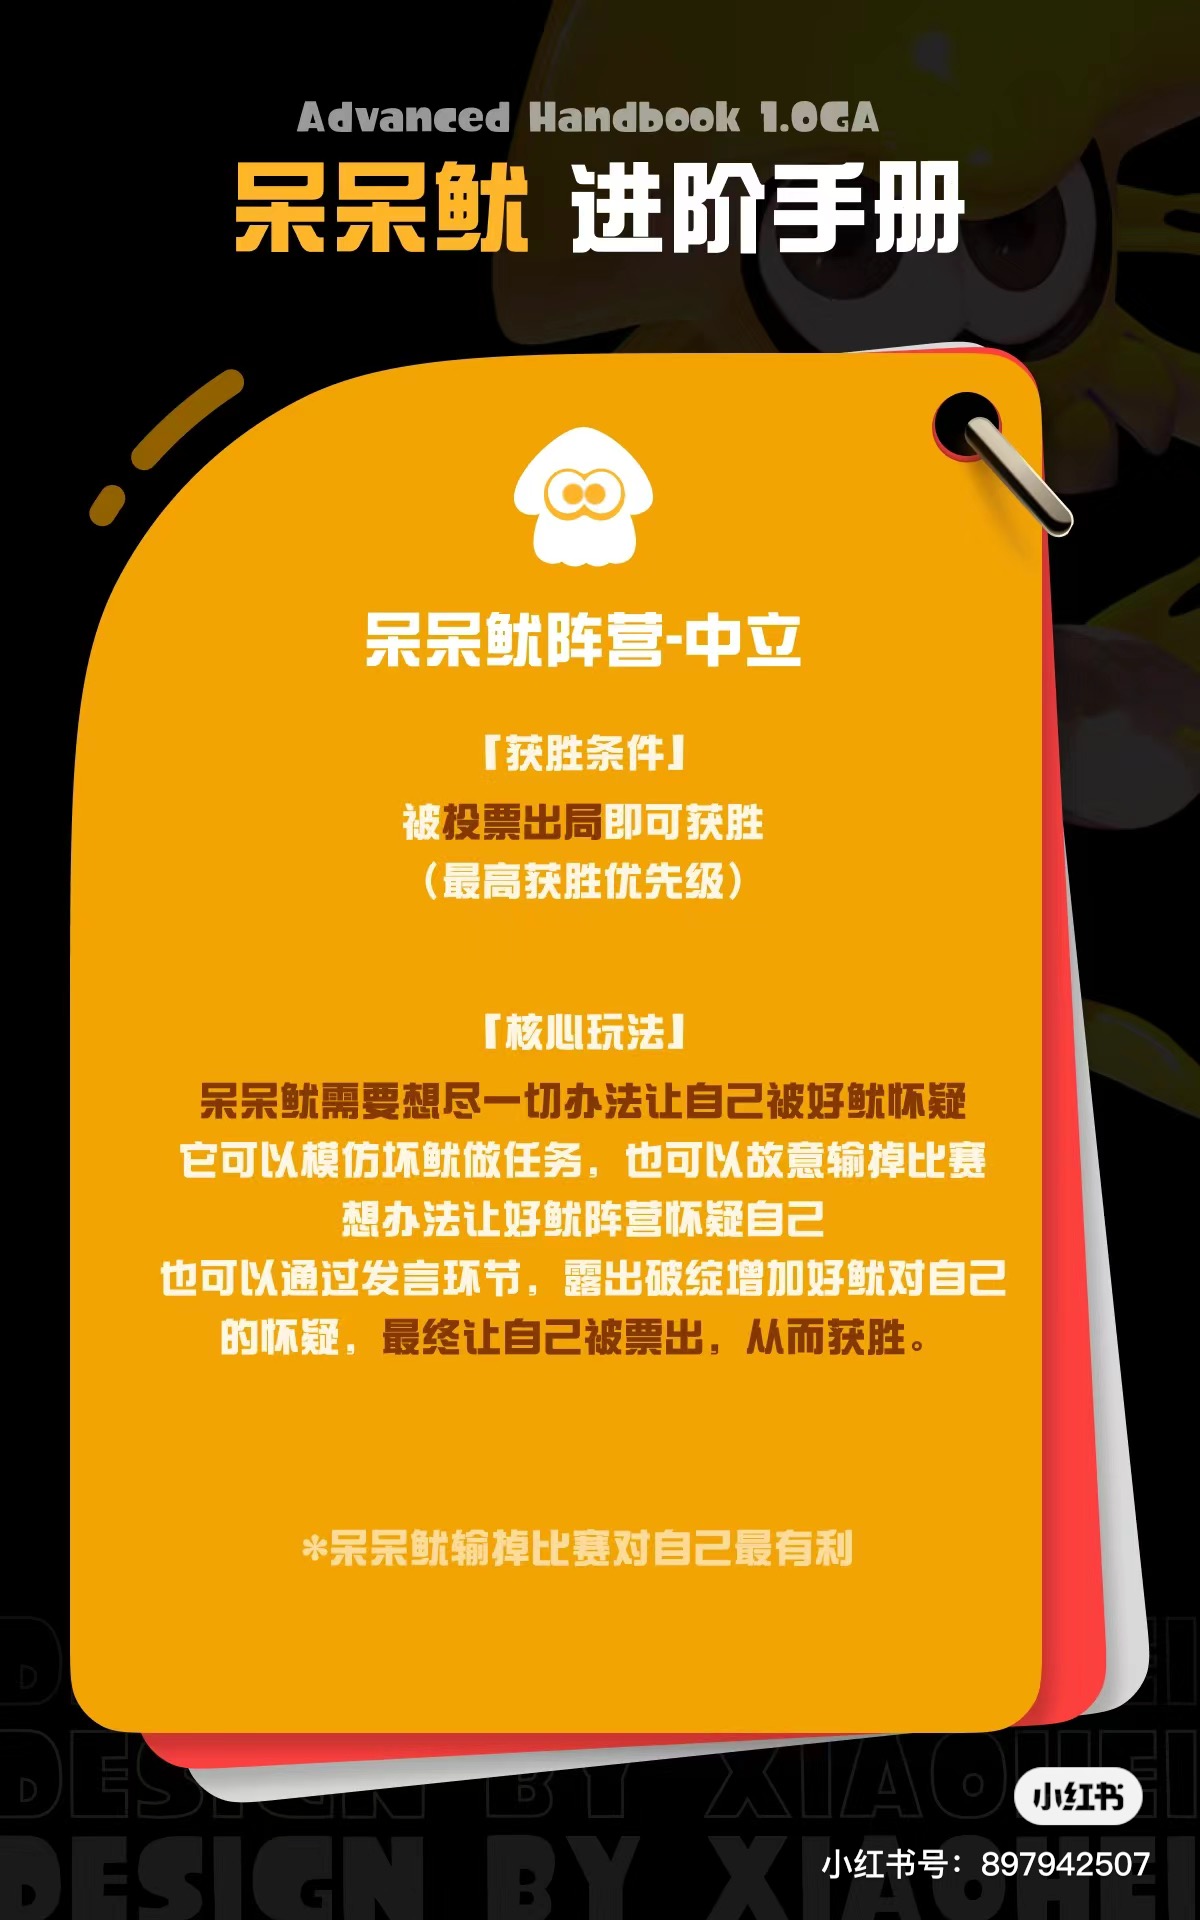 Advanced Handbook 1.0GA
呆呆鱿 进阶手册
呆呆鱿阵营-中立
「获胜条件」
被投票出局即可获胜
（最高获胜优先级）
「核心玩法」
呆呆鱿需要想尽一切办法让自己被好鱿怀疑
它可以模仿坏鱿做任务，也可以故意输掉比赛
想办法让好鱿阵营怀疑自己
也可以通过发言环节，露出破绽增加好鱿对自己
的怀疑，最终让自己被票出，从而获胜。
*呆呆鱿输掉比赛对自己最有利
DESIGN BY XIAOHEI
DESIGN BY XIAOHEI
小红书
小红书号：897942507